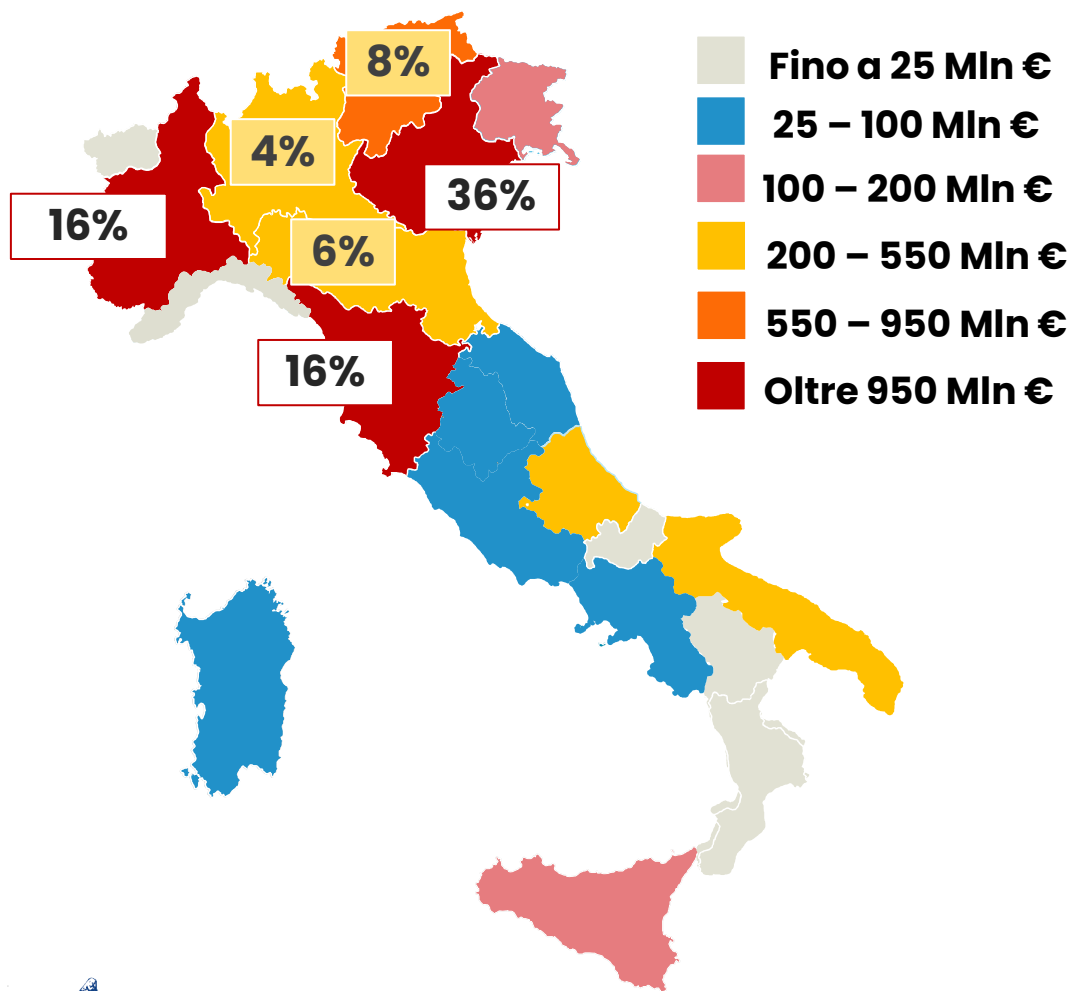 8%
4%
36%
16%
6%
16%
Fino a 25 Mln €
25 – 100 Mln €
100 – 200 Mln €
200 – 550 Mln €
550 – 950 Mln €
Oltre 950 Mln €